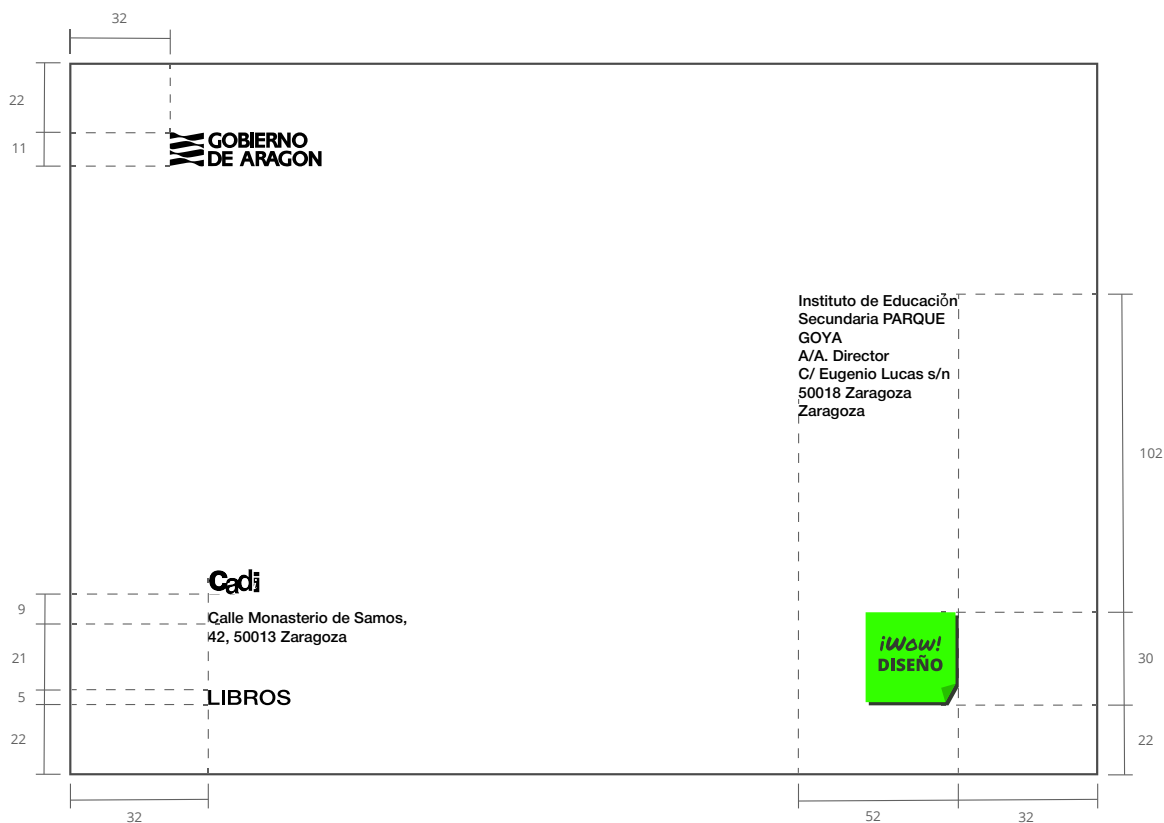 32
22
11
GOBIERNO
DE ARAGON
Instituto de Educación
Secundaria PARQUE
GOYA
A/A. Director
C/ Eugenio Lucas s/n
50018 Zaragoza
Zaragoza
102
Cadi
9
Calle Monasterio de Samos,
42, 50013 Zaragoza
21
5
LIBROS
22
¡Wow!
DISEÑO
30
22
32
52
32